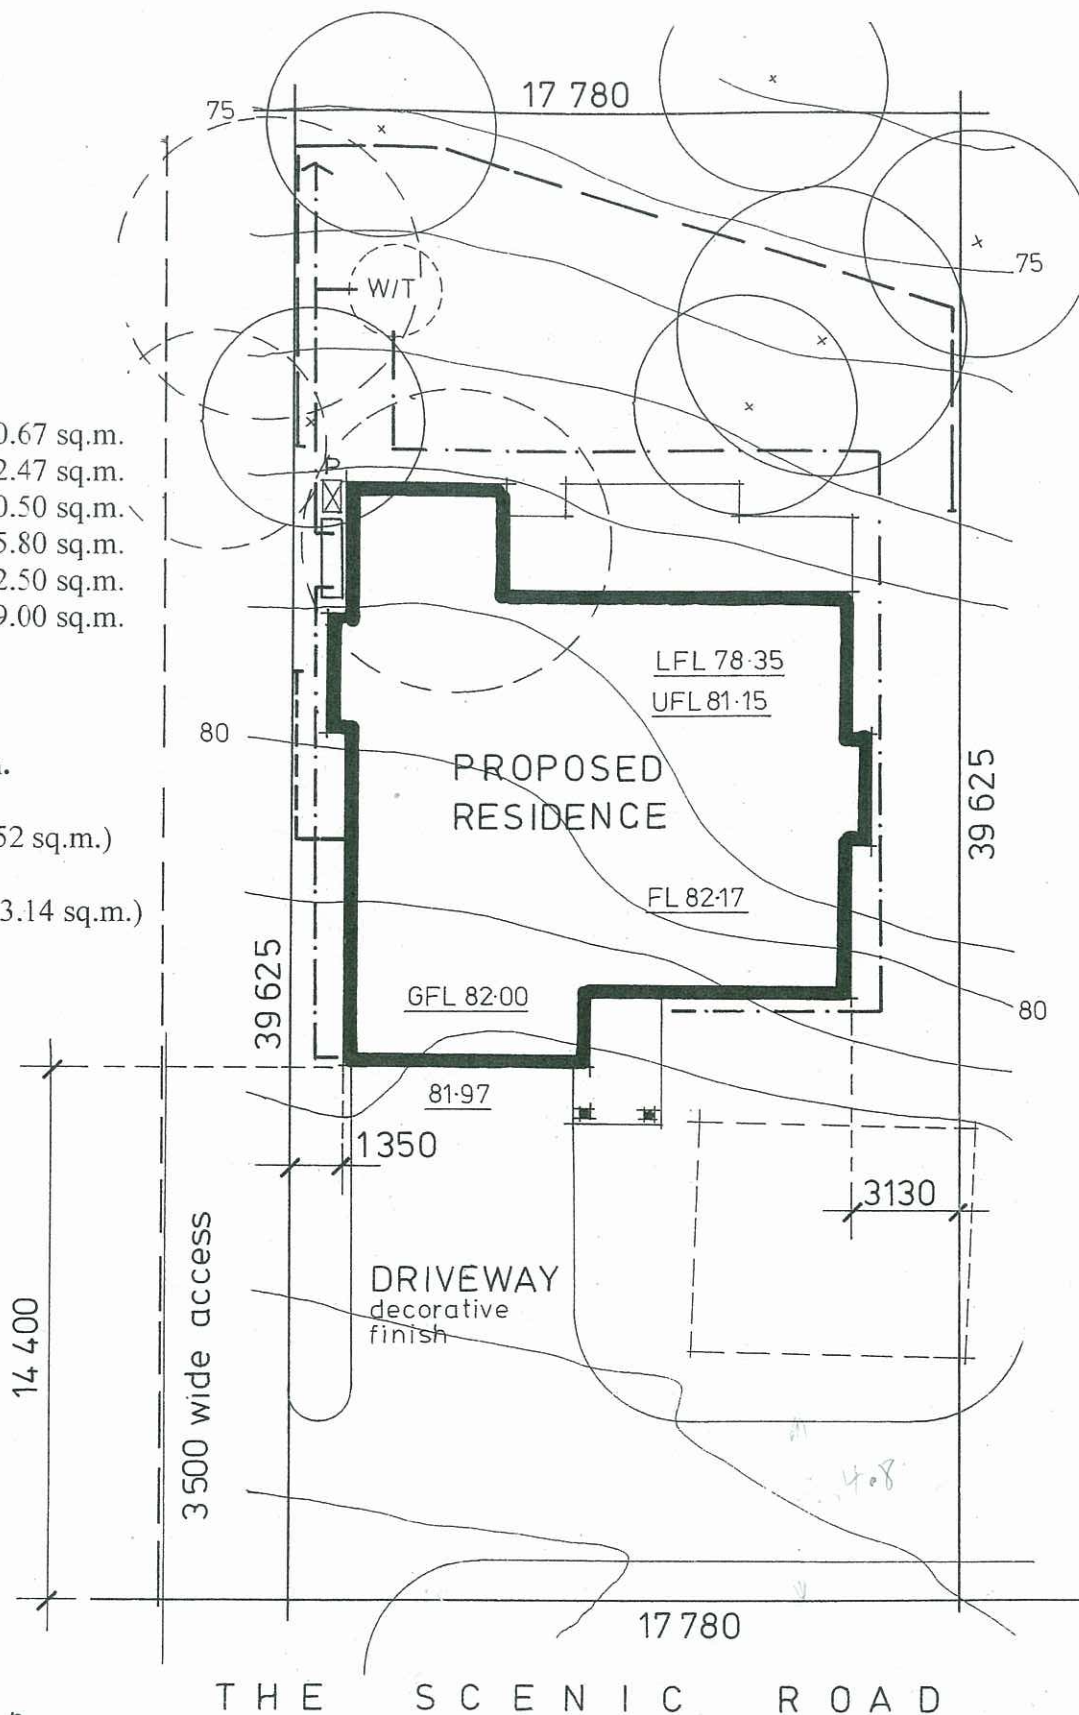 17 780
75
W/T
75
0.67 sq.m.
2.47 sq.m.
0.50 sq.m.
5.80 sq.m.
2.50 sq.m.
9.00 sq.m.
P
LFL 78·35
UFL 81·15
80
PROPOSED
RESIDENCE
39 625
52 sq.m.)
3.14 sq.m.)
FL 82·17
39 625
GFL 82·00
80
81·97
1350
3130
DRIVEWAY
decorative
finish
14 400
3500 wide access
4.8
17 780
THE SCENIC ROAD